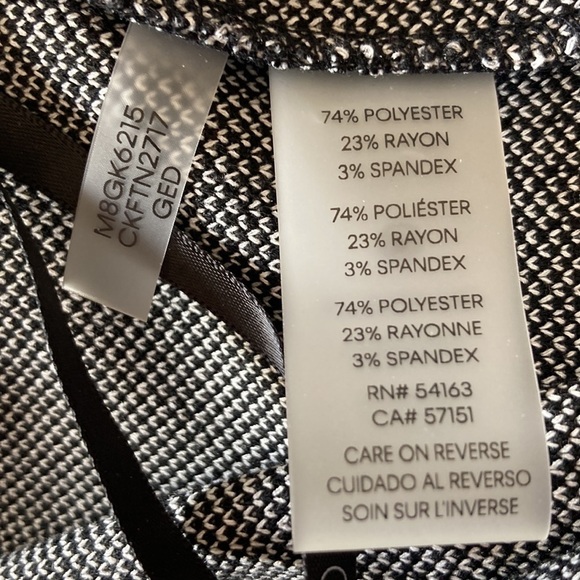 M8GK6215
CKFTN2717
GED
74% POLYESTER
23% RAYON
3% SPANDEX
74% POLIÉSTER
23% RAYON
3% SPANDEX
74% POLYESTER
23% RAYONNE
3% SPANDEX
RN# 54163
CA# 57151
CARE ON REVERSE
CUIDADO AL REVERSO
SOIN SUR L'INVERSE